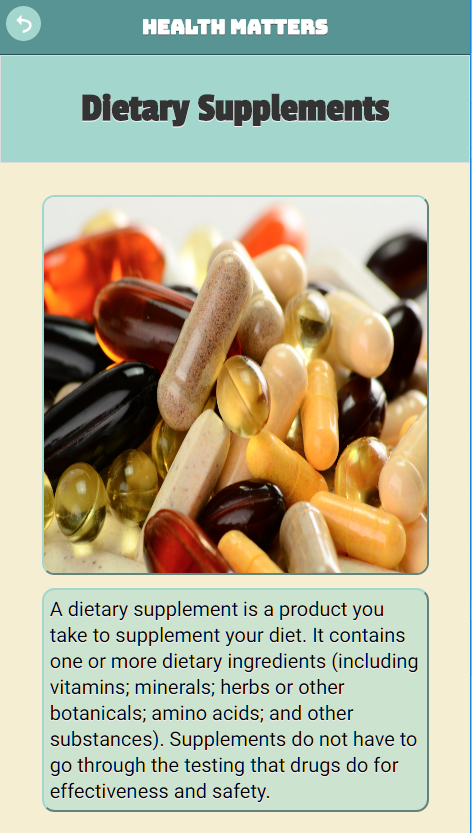 HEALTH MATTERS
Dietary Supplements
A dietary supplement is a product you
take to supplement your diet. It contains
one or more dietary ingredients (including
vitamins; minerals; herbs or other
botanicals; amino acids; and other
substances). Supplements do not have to
go through the testing that drugs do for
effectiveness and safety.